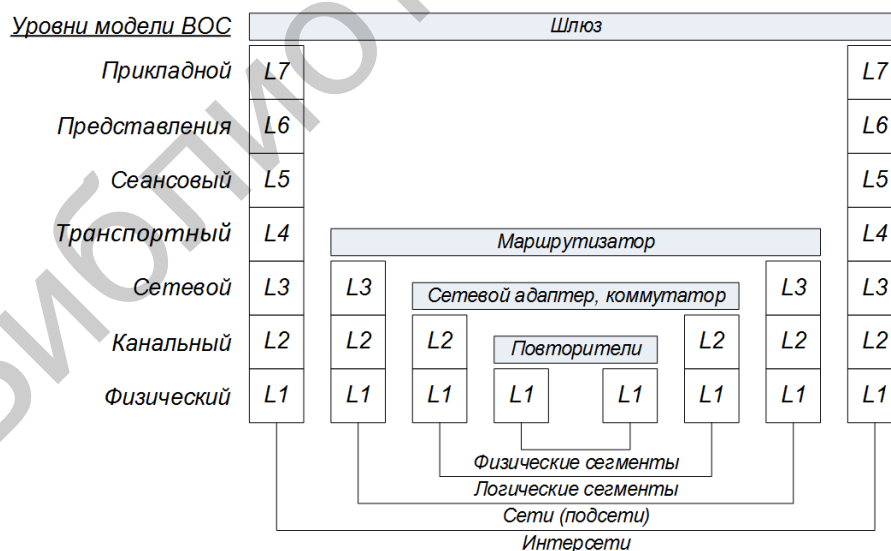 Уровни модели ВОС Шлюз
Прикладной L7 L7
Представления L6 L6
Сеансовый L5 L5
Транспортный L4 Маршрутизатор L4
Сетевой L3 L3 Сетевой адаптер, коммутатор L3 L3
Канальный L2 L2 L2 Повторители L2 L2 L2
Физический L1 L1 L1 L1 L1 L1 L1 L1
Физические сегменты
Логические сегменты
Сети (подсети)
Интерсети